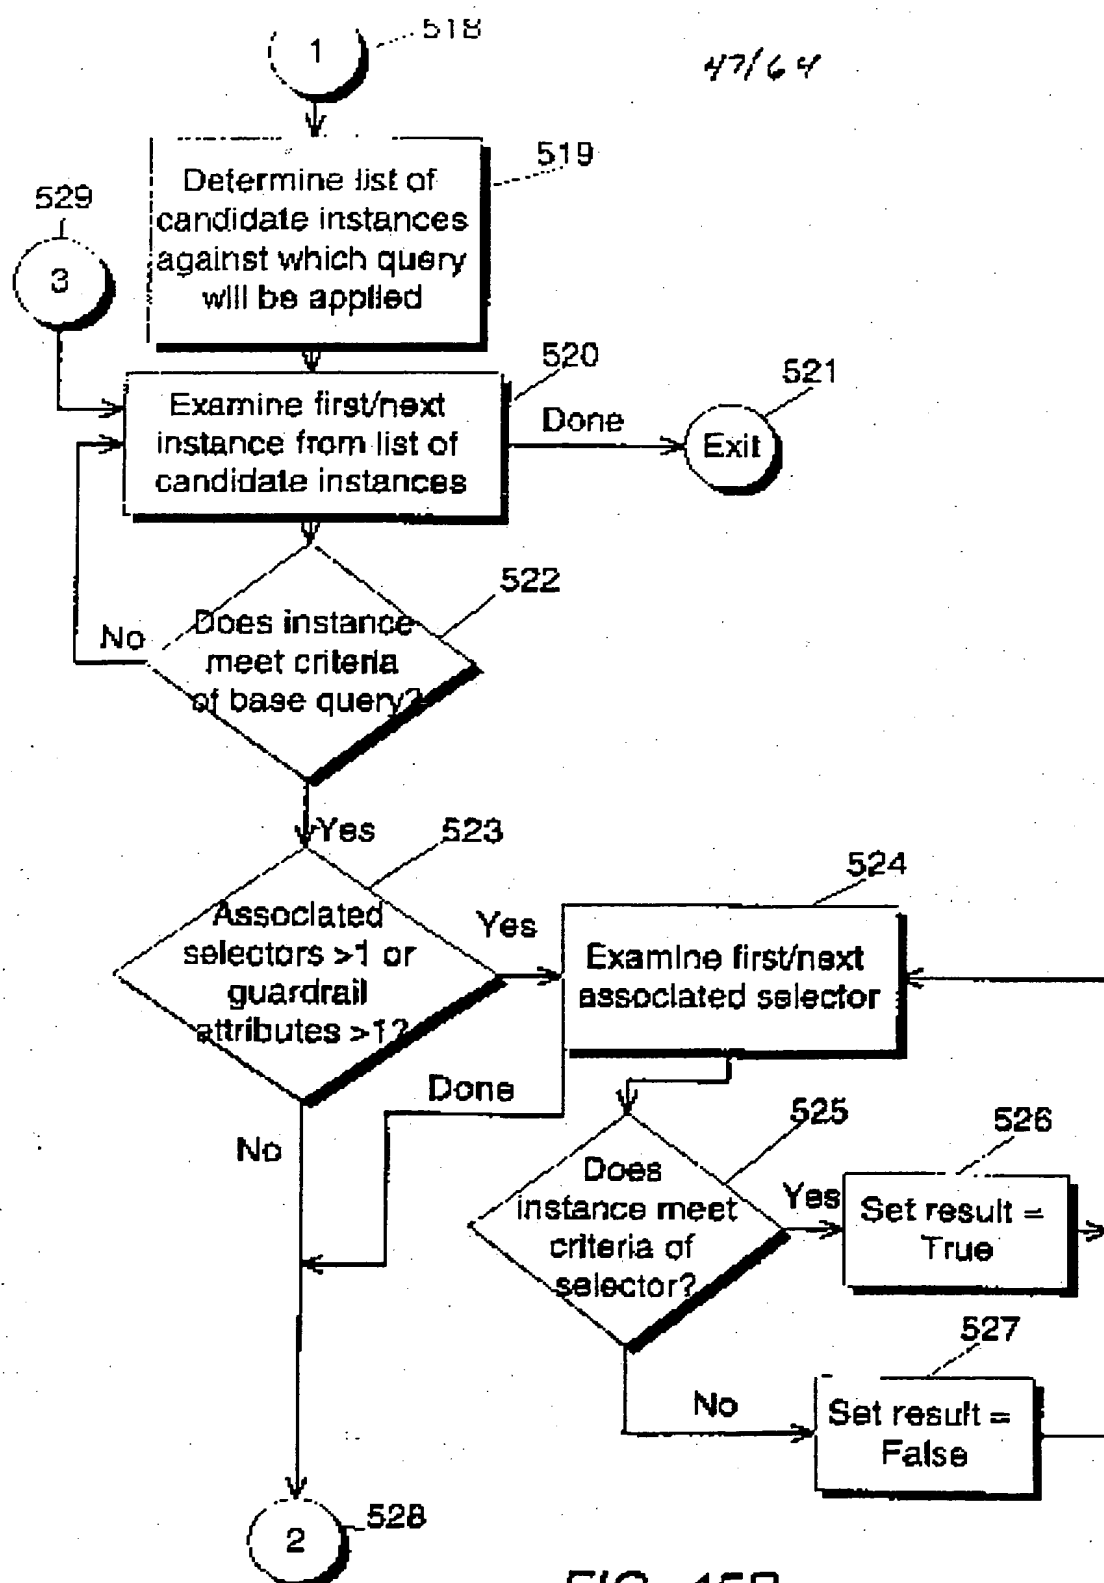 518
1
47/64
519
Determine list of
candidate instances
against which query
will be applied
529
3
520
Examine first/next
instance from list of
candidate instances
Done
521
Exit
522
Does instance
meet criteria
of base query?
No
Yes
523
Associated
selectors >1 or
guardrail
attributes >1?
Yes
524
Examine first/next
associated selector
Done
No
525
Does
instance meet
criteria of
selector?
Yes
526
Set result =
True
527
No
Set result =
False
2
528